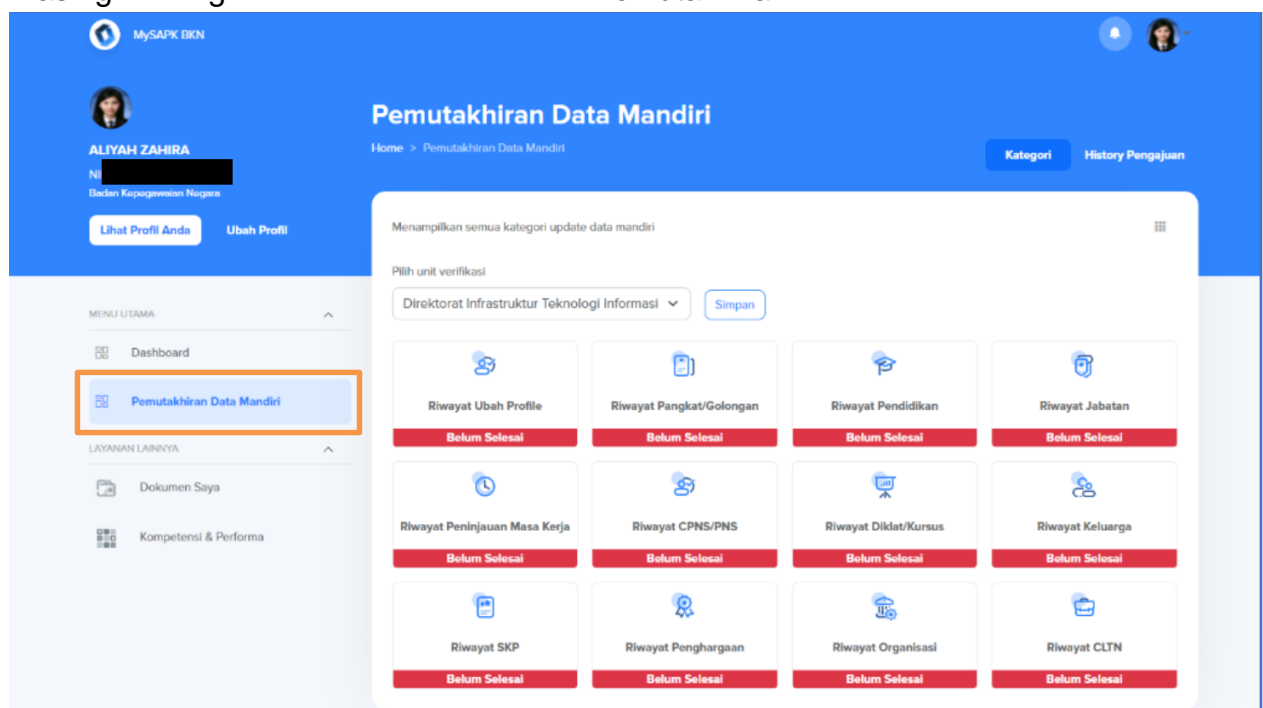 MySAPK BKN
ALIYAH ZAHIRA
NI
Badan Kepegawaian Negara
Lihat Profil Anda
Ubah Profil
MENU UTAMA
Dashboard
Pemutakhiran Data Mandiri
LAYANAN LAINNYA
Dokumen Saya
Kompetensi & Performa
Pemutakhiran Data Mandiri
Home > Pemutakhiran Data Mandiri
Kategori History Pengajuan
Menampilkan semua kategori update data mandiri
Pilih unit verifikasi
Direktorat Infrastruktur Teknologi Informasi Simpan
Riwayat Ubah Profile Riwayat Pangkat/Golongan Riwayat Pendidikan Riwayat Jabatan
Belum Selesai Belum Selesai Belum Selesai Belum Selesai
Riwayat Peninjauan Masa Kerja Riwayat CPNS/PNS Riwayat Diklat/Kursus Riwayat Keluarga
Belum Selesai Belum Selesai Belum Selesai Belum Selesai
Riwayat SKP Riwayat Penghargaan Riwayat Organisasi Riwayat CLTN
Belum Selesai Belum Selesai Belum Selesai Belum Selesai